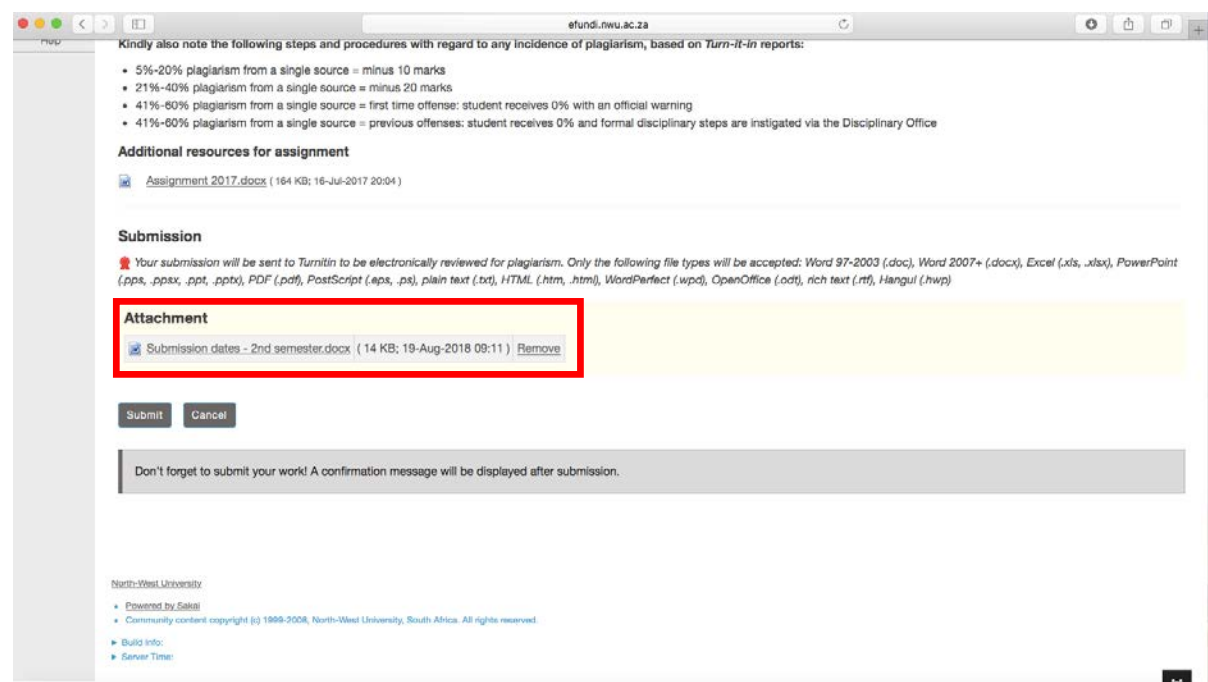 efundi.nwu.ac.za
Help
Kindly also note the following steps and procedures with regard to any incidence of plagiarism, based on Turn-it-in reports:
• 5%-20% plagiarism from a single source = minus 10 marks
• 21%-40% plagiarism from a single source = minus 20 marks
• 41%-60% plagiarism from a single source = first time offense: student receives 0% with an official warning
• 41%-60% plagiarism from a single source = previous offenses: student receives 0% and formal disciplinary steps are instigated via the Disciplinary Office
Additional resources for assignment
Assignment 2017.docx ( 164 KB; 16-Jul-2017 20:04 )
Submission
Your submission will be sent to Turnitin to be electronically reviewed for plagiarism. Only the following file types will be accepted: Word 97-2003 (.doc), Word 2007+ (.docx), Excel (.xls, .xlsx), PowerPoint
(.pps, .ppsx, .ppt, .pptx), PDF (.pdf), PostScript (.eps, .ps), plain text (.txt), HTML (.htm, .html), WordPerfect (.wpd), OpenOffice (.odt), rich text (.rtf), Hangul (.hwp)
Attachment
Submission dates - 2nd semester.docx ( 14 KB; 19-Aug-2018 09:11 ) Remove
Submit Cancel
Don't forget to submit your work! A confirmation message will be displayed after submission.
North-West University
• Powered by Sakai
• Community content copyright (c) 1999-2008, North-West University, South Africa. All rights reserved.
► Build Info:
► Server Time: